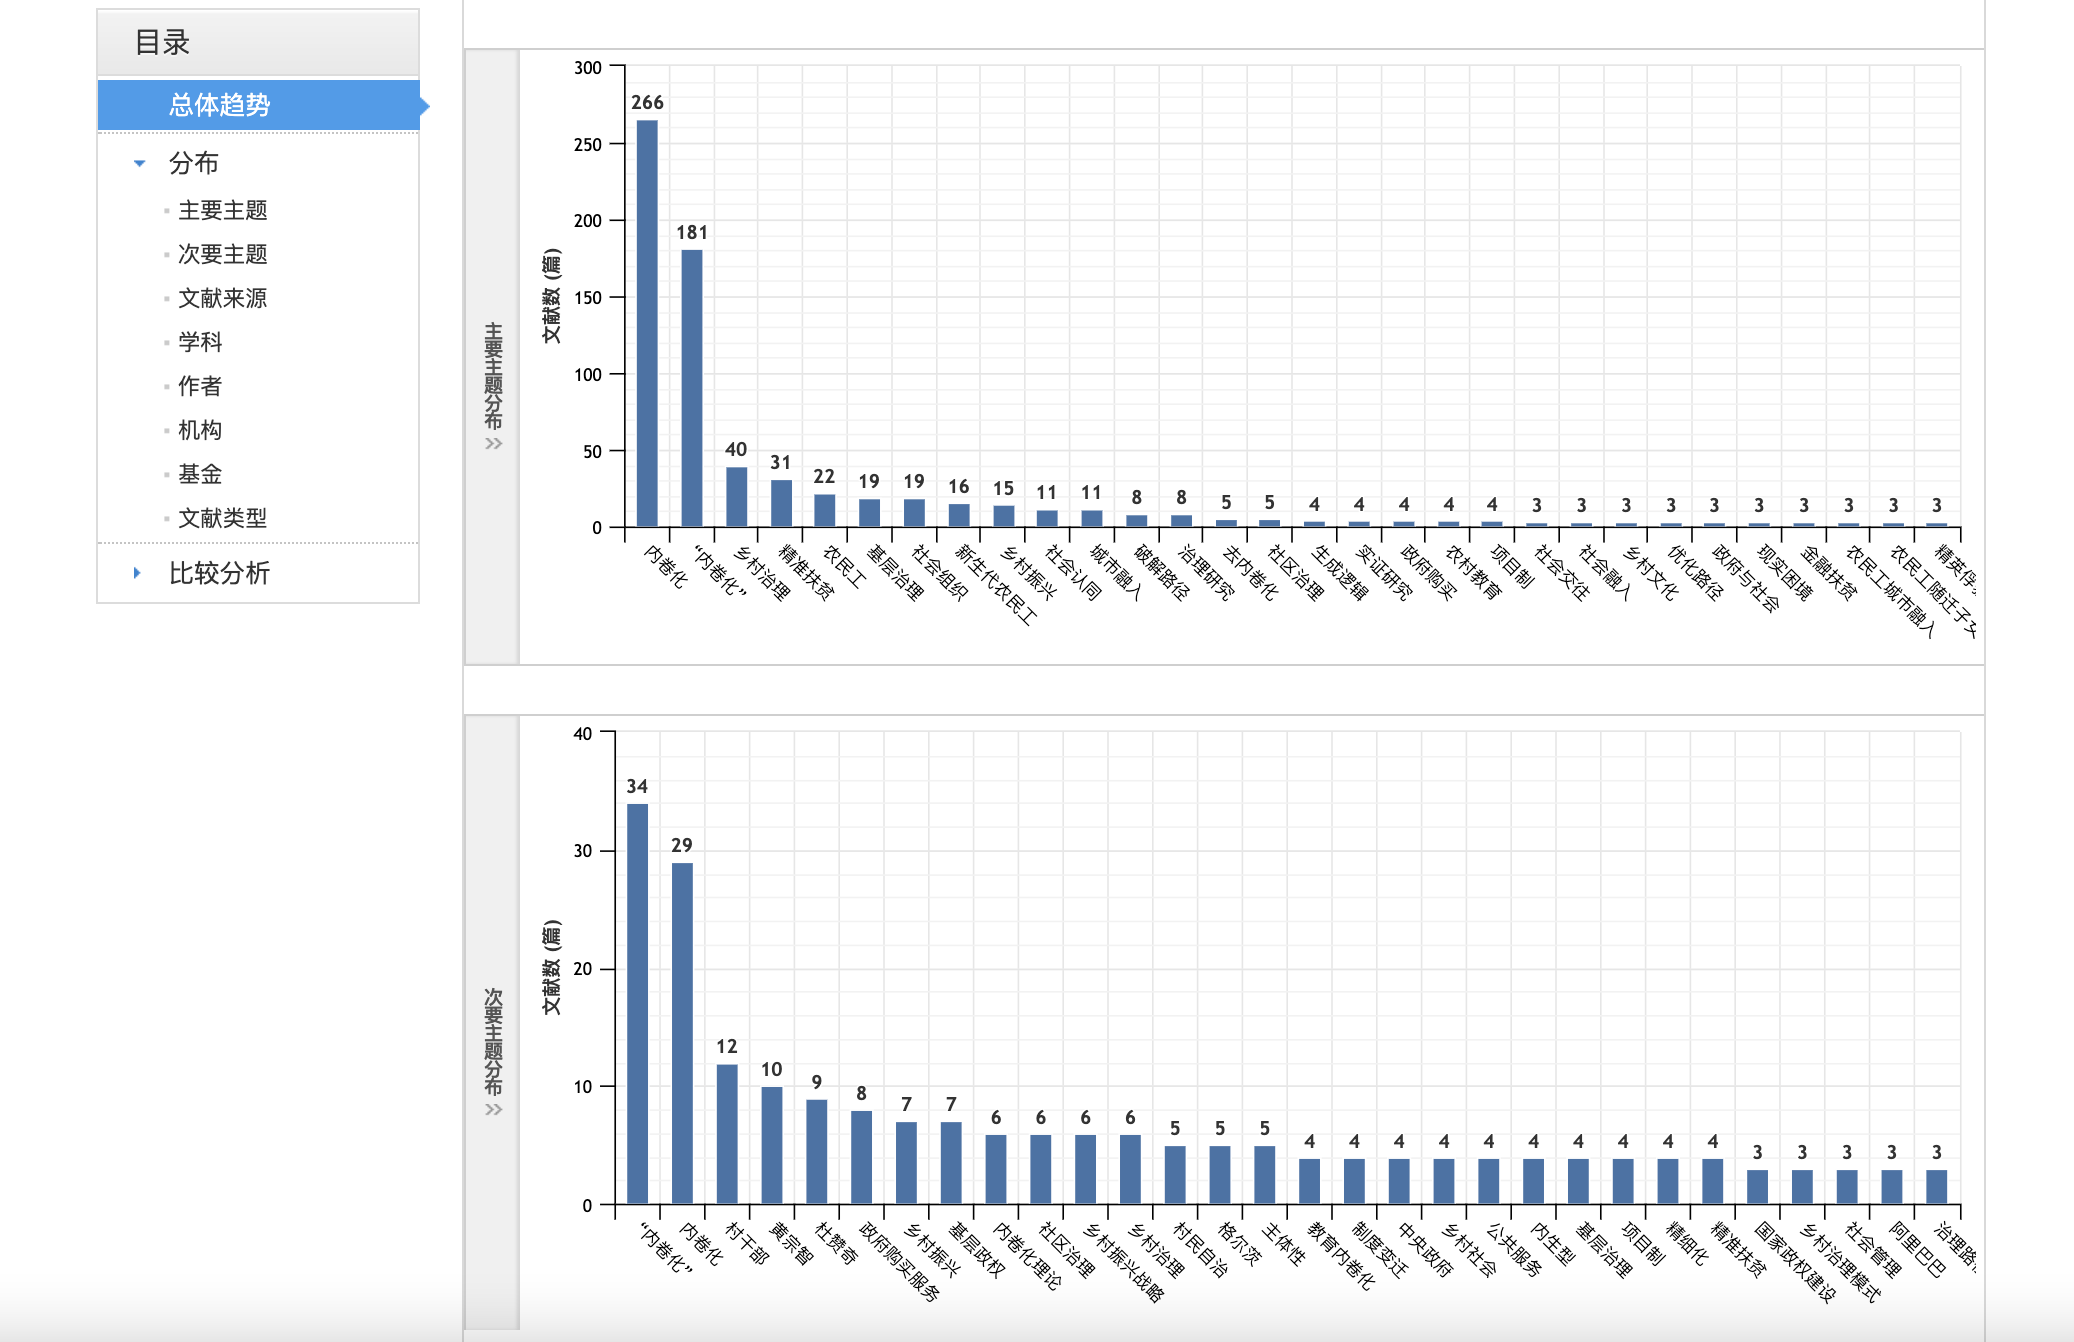 目录
总体趋势
分布
主要主题
次要主题
文献来源
学科
作者
机构
基金
文献类型
比较分析
主要主题分布
文献数 (篇)
300
250
200
150
100
50
0
266
181
40
31
22
19
19
16
15
11
11
8
8
5
5
4
4
4
4
4
3
3
3
3
3
3
3
3
3
3
内卷化
“内卷化”
乡村治理
精准扶贫
农民工
基层治理
社会组织
新生代农民工
乡村振兴
社会认同
城市融入
破解路径
治理研究
去内卷化
社区治理
生成逻辑
实证研究
政府购买
农村教育
项目制
社会交往
社会融入
乡村文化
优化路径
政府与社会
现实困境
金融扶贫
农民工城市融入
农民工随迁子女
精英俘
次要主题分布
文献数 (篇)
40
30
20
10
0
34
29
12
10
9
8
7
7
6
6
6
6
5
5
5
4
4
4
4
4
4
4
4
4
4
3
3
3
3
3
“内卷化”
内卷化
村干部
黄宗智
杜赞奇
政府购买服务
乡村振兴
基层政权
内卷化理论
社区治理
乡村振兴战略
乡村治理
村民自治
格尔茨
主体性
教育内卷化
制度变迁
中央政府
乡村社会
公共服务
内生型
基层治理
项目制
精细化
精准扶贫
国家政权建设
乡村治理模式
社会管理
阿里巴巴
治理路